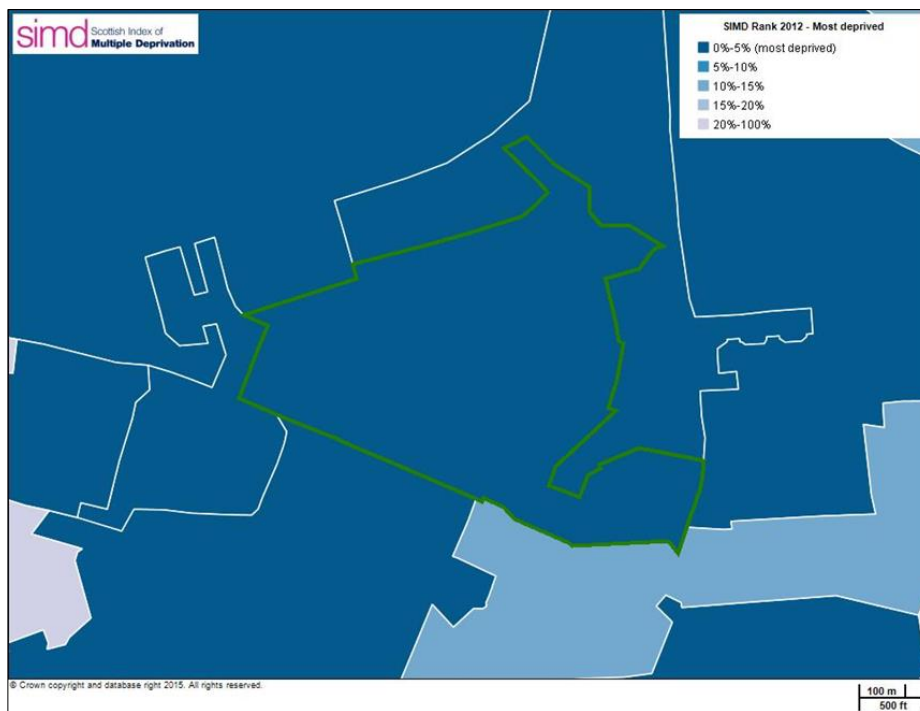 simd
Scottish Index of
Multiple Deprivation
SIMD Rank 2012 - Most deprived
0%-5% (most deprived)
5%-10%
10%-15%
15%-20%
20%-100%
© Crown copyright and database right 2015. All rights reserved.
100 m
500 ft